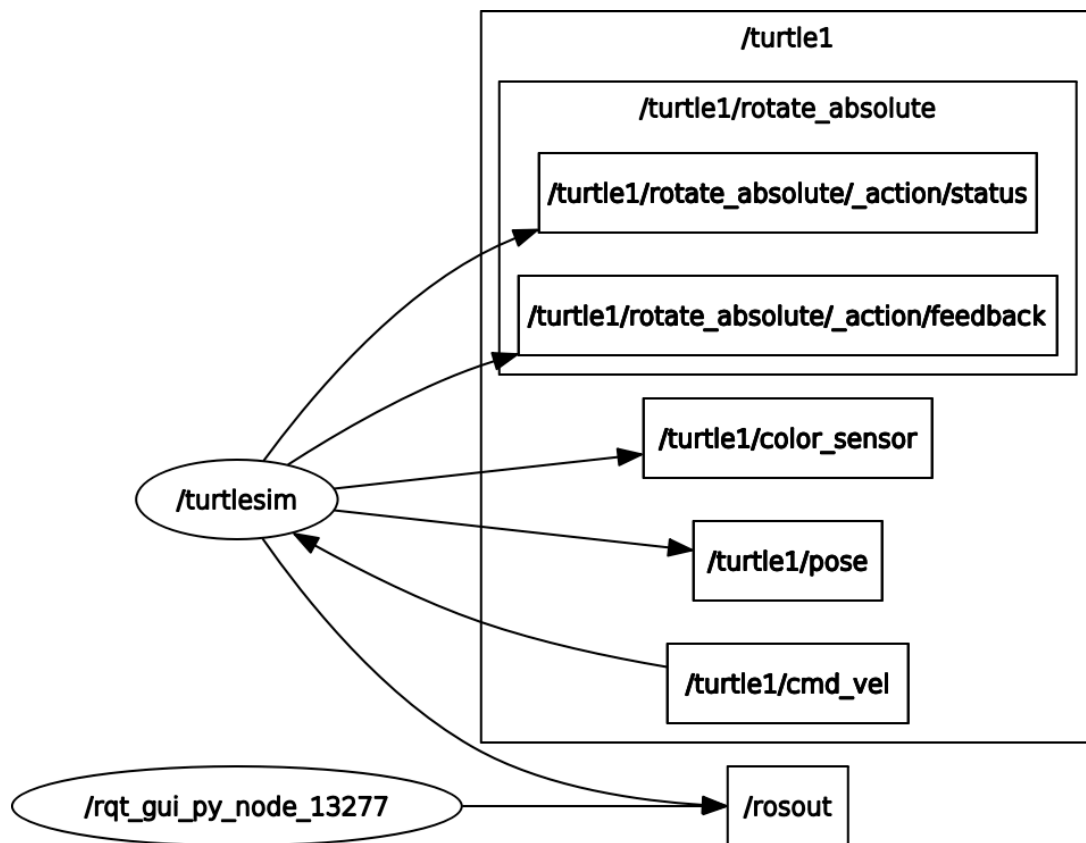 /turtle1
/turtle1/rotate_absolute
/turtle1/rotate_absolute/_action/status
/turtle1/rotate_absolute/_action/feedback
/turtle1/color_sensor
/turtlesim
/turtle1/pose
/turtle1/cmd_vel
/rqt_gui_py_node_13277
/rosout